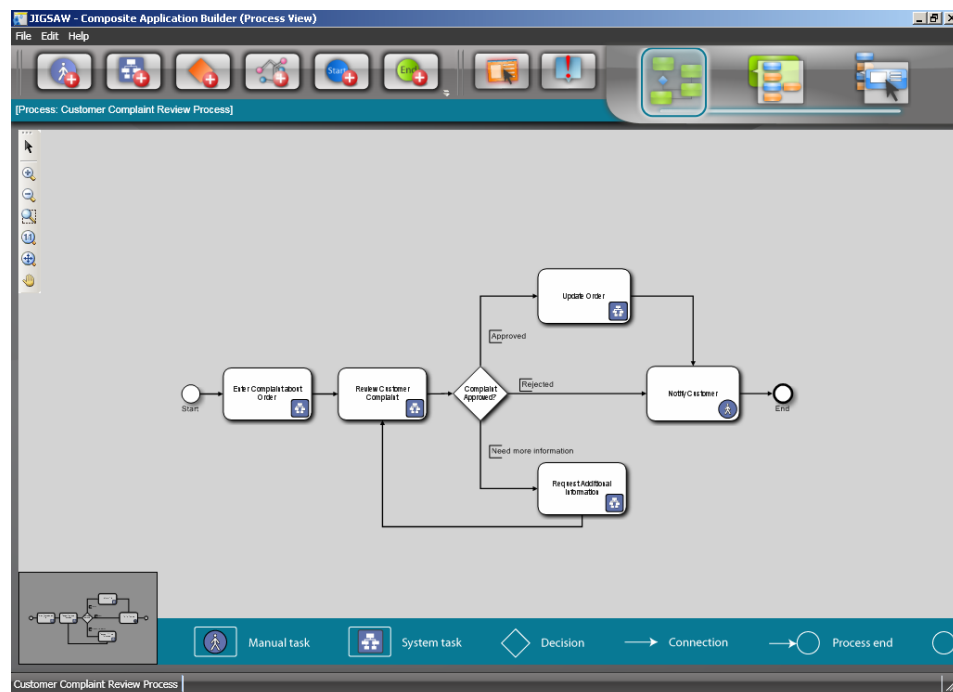 JIGSAW - Composite Application Builder (Process View)
File Edit Help
Start
End
[Process: Customer Complaint Review Process]
Update Order
Approved
Enter Complaint about
Order
Review Customer
Complaint
Complaint
Approved?
Rejected
Notify Customer
Start
End
Need more information
Request Additional
Information
Manual task
System task
Decision
Connection
Process end
Customer Complaint Review Process